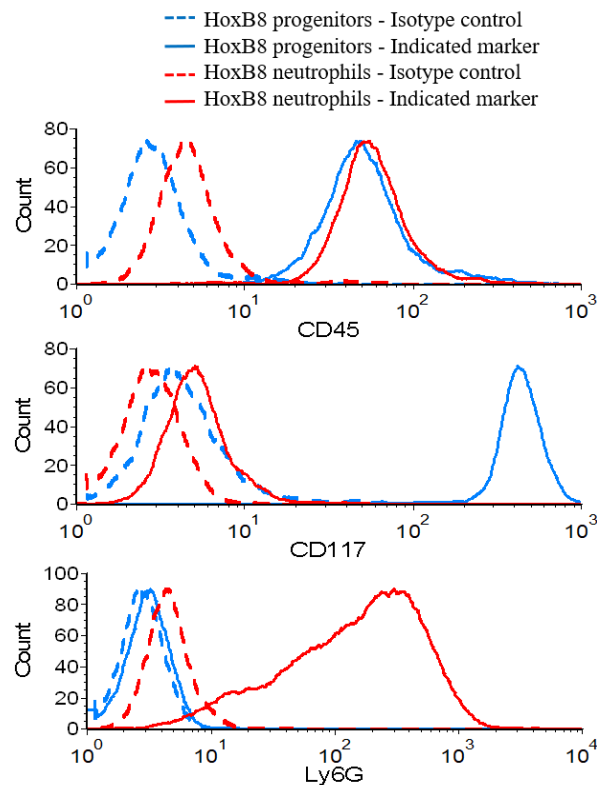 HoxB8 progenitors - Isotype control
HoxB8 progenitors - Indicated marker
HoxB8 neutrophils - Isotype control
HoxB8 neutrophils - Indicated marker
80
60
40
20
0
Count
10^0 10^1 10^2 10^3
CD45
80
60
40
20
0
Count
10^0 10^1 10^2 10^3
CD117
100
80
60
40
20
0
Count
10^0 10^1 10^2 10^3 10^4
Ly6G